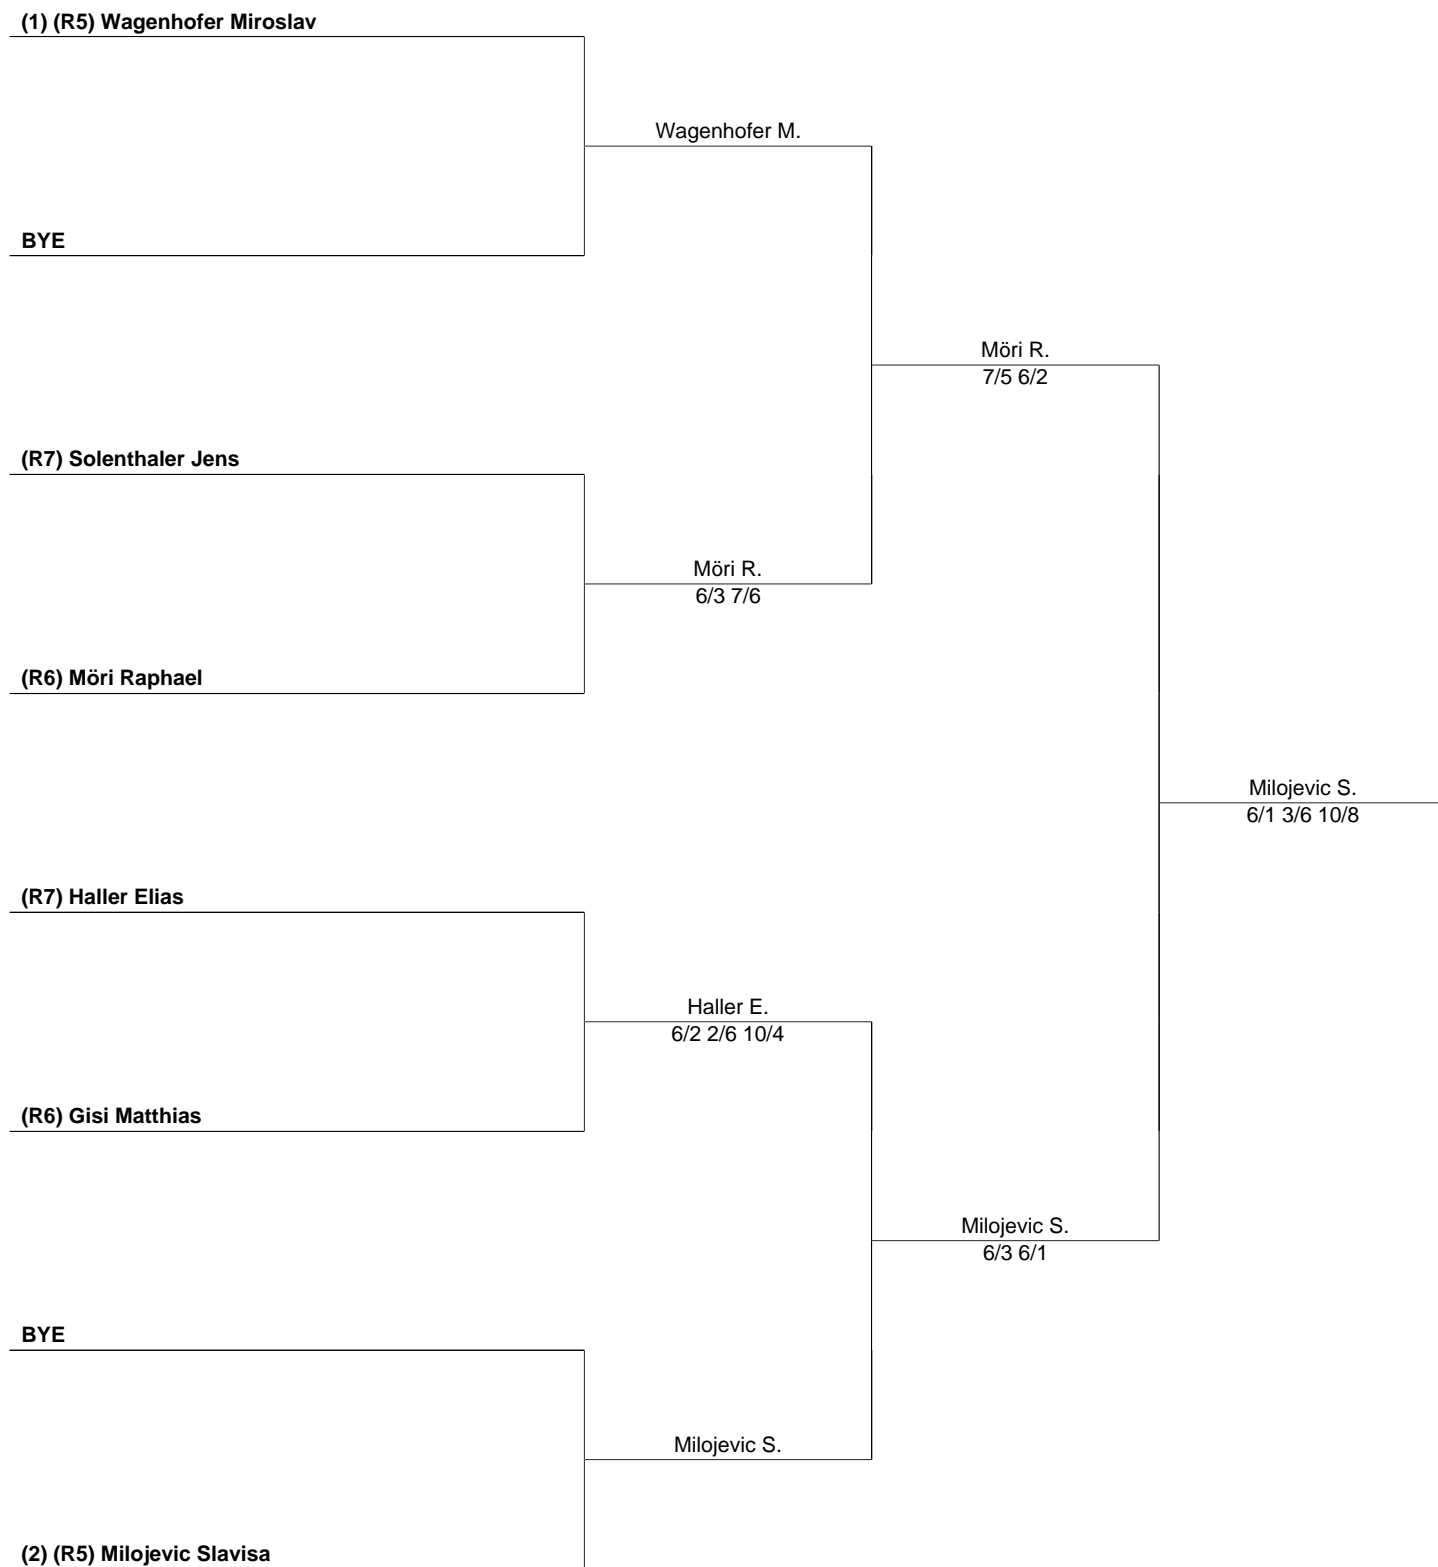 (1) (R5) Wagenhofer Miroslav
Wagenhofer M.
BYE
Möri R.
7/5 6/2
(R7) Solenthaler Jens
Möri R.
6/3 7/6
(R6) Möri Raphael
Milojevic S.
6/1 3/6 10/8
(R7) Haller Elias
Haller E.
6/2 2/6 10/4
(R6) Gisi Matthias
Milojevic S.
6/3 6/1
BYE
Milojevic S.
(2) (R5) Milojevic Slavisa